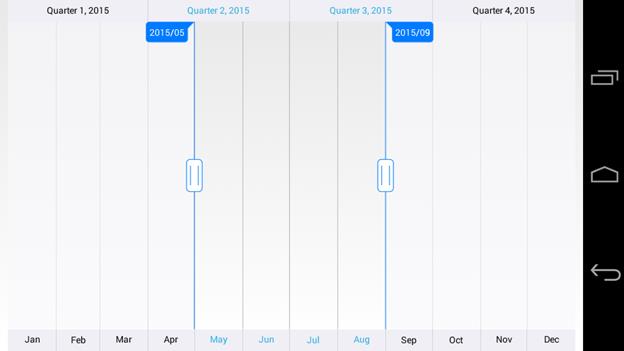 Quarter 1, 2015 Quarter 2, 2015 Quarter 3, 2015 Quarter 4, 2015
2015/05 2015/09
Jan Feb Mar Apr May Jun Jul Aug Sep Oct Nov Dec